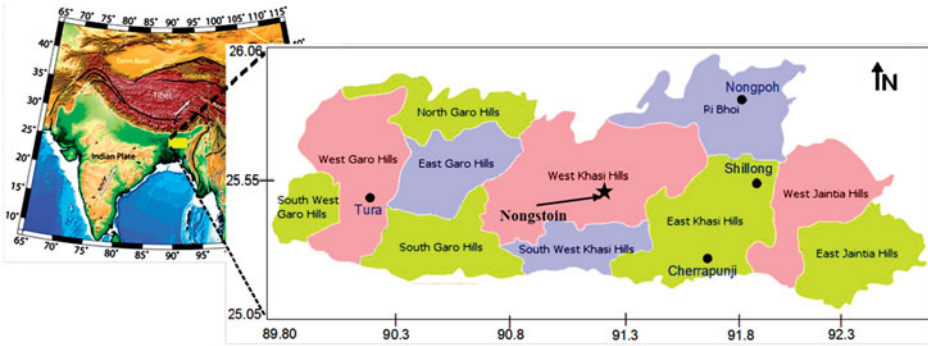 65° 70° 75° 80° 85° 90° 95° 100° 105° 110° 115°
40°
35°
30°
25°
20°
15°
10°
Tarim Basin
Tibet
Indian Plate
65° 70° 75° 80° 85° 90°
26.06
25.55
25.05
89.80
90.3
90.8
91.3
91.8
92.3
N
North Garo Hills
West Garo Hills
East Garo Hills
South West
Garo Hills
Tura
South Garo Hills
West Khasi Hills
Nongstoin
South West Khasi Hills
Nongpoh
Ri Bhoi
Shillong
East Khasi Hills
Cherrapunji
West Jaintia Hills
East Jaintia Hills